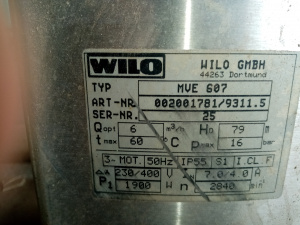 WILO
WILO GMBH
44263 Dortmund
TYP MVE 607
ART-NR. 002001781/9311.5
SER-NR. 25
Qopt 6 m³/h Ho 79 m
tmax 60 °C Pmax 16 bar
3~MOT. 50Hz IP55 S1 I.CL.F
230/400 V 7.0/4.0 A
P1 1900 W n 2840 min